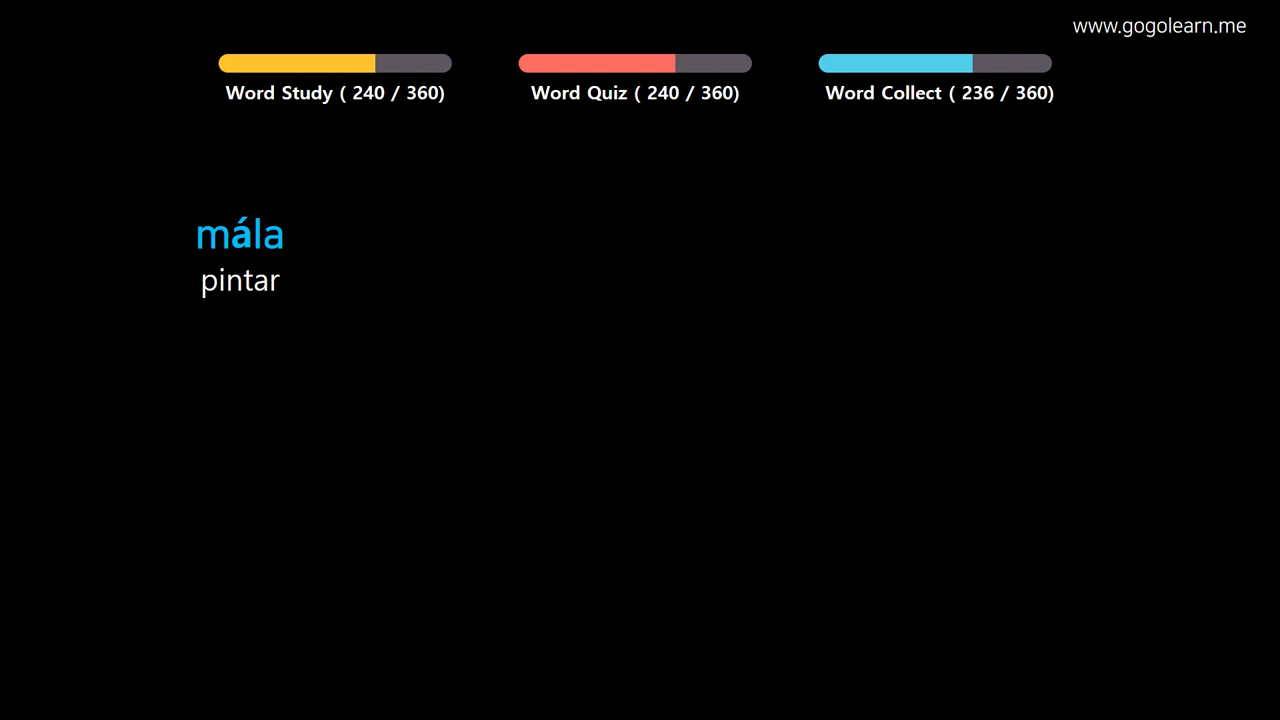 www.gogolearn.me
Word Study ( 240 / 360)
Word Quiz ( 240 / 360)
Word Collect ( 236 / 360)
mála
pintar